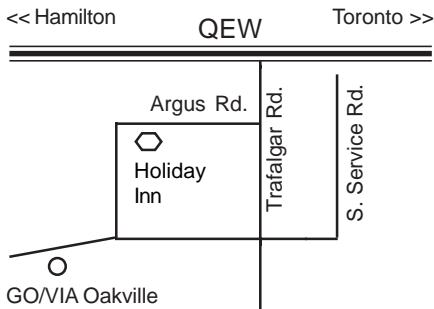 << Hamilton
QEW
Toronto >>
Argus Rd.
Trafalgar Rd.
S. Service Rd.
Holiday
Inn
GO/VIA Oakville